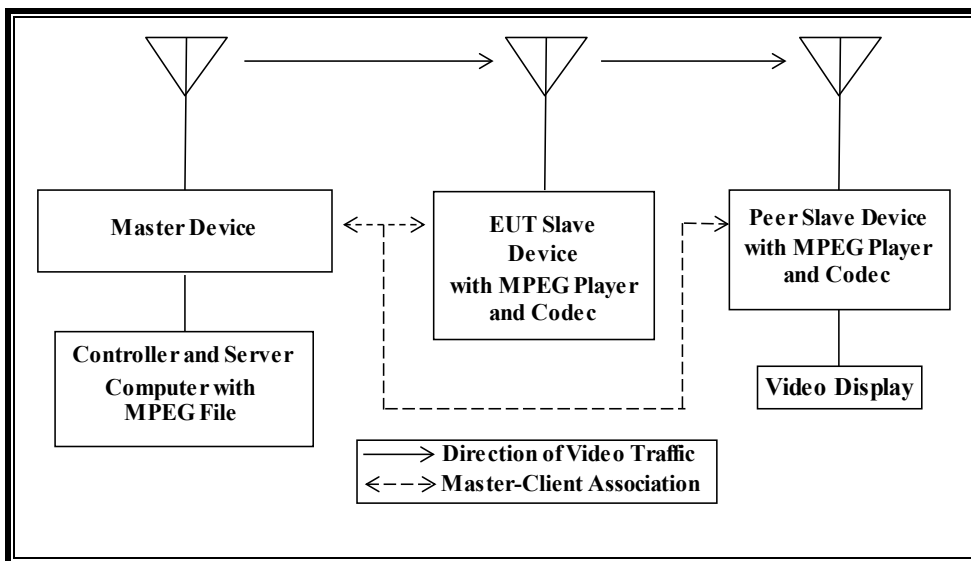 Master Device
EUT Slave
Device
with MPEG Player
and Codec
Peer Slave Device
with MPEG Player
and Codec
Controller and Server
Computer with
MPEG File
Video Display
Direction of Video Traffic
Master-Client Association